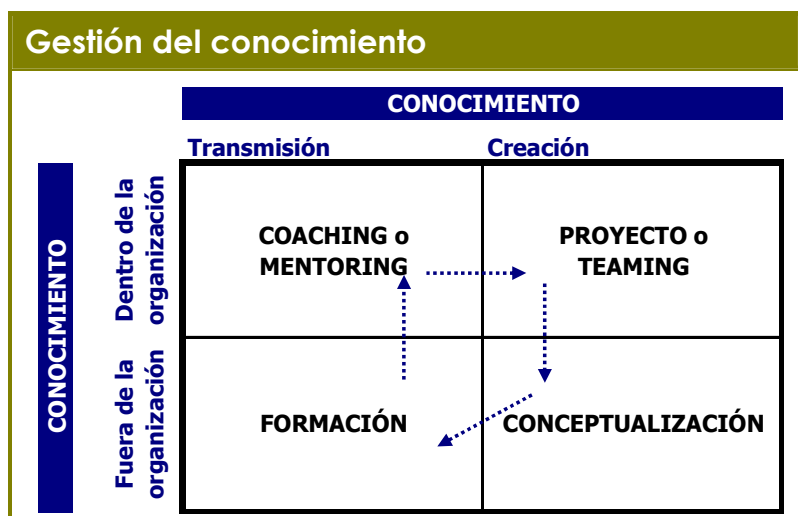 Gestión del conocimiento
CONOCIMIENTO
Transmisión
Creación
CONOCIMIENTO
Dentro de la
organización
COACHING o
MENTORING
PROYECTO o
TEAMING
Fuera de la
organización
FORMACIÓN
CONCEPTUALIZACIÓN